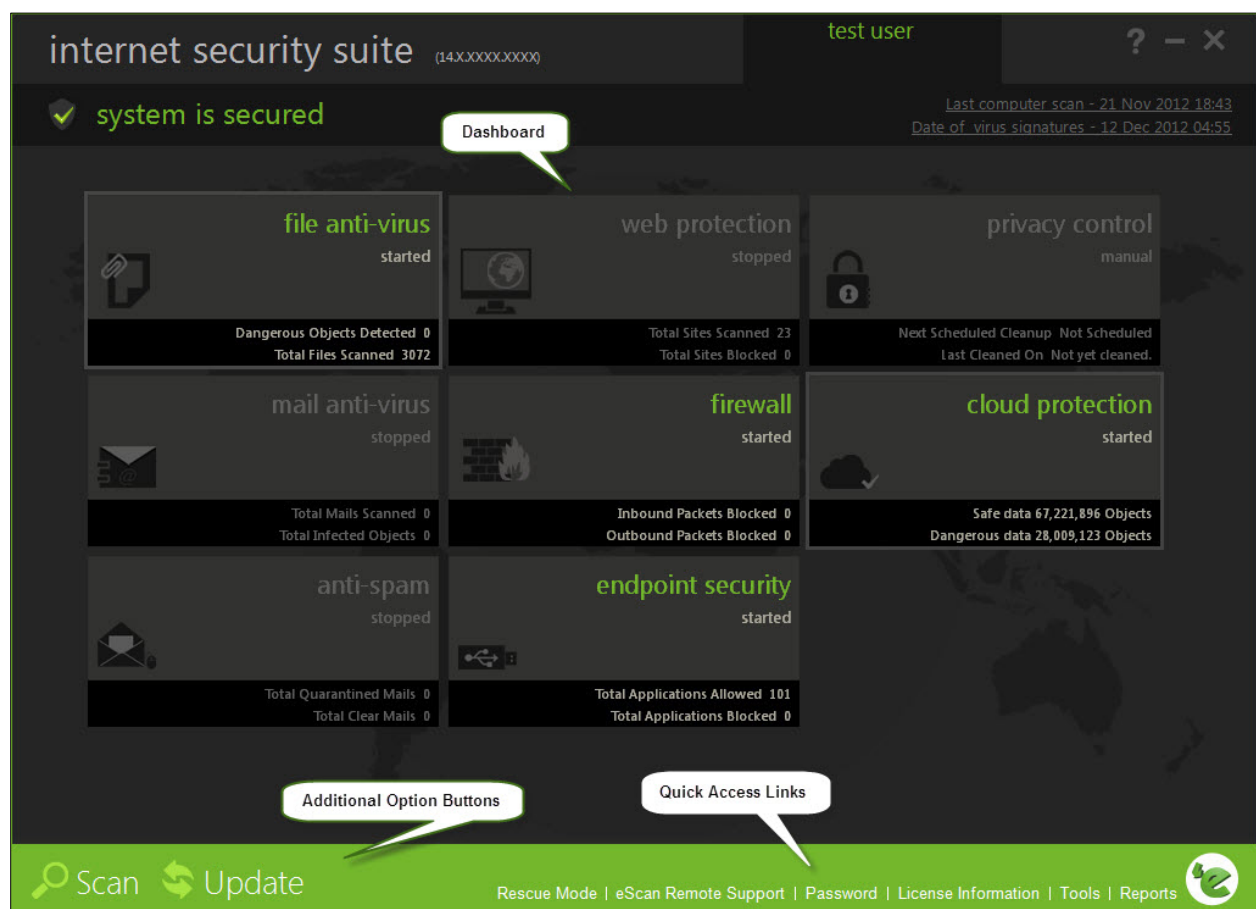 internet security suite (14.X.XXXX.XXXX)
test user
? – ×
system is secured
Last computer scan - 21 Nov 2012 18:43
Date of virus signatures - 12 Dec 2012 04:55
Dashboard
file anti-virus
started
Dangerous Objects Detected 0
Total Files Scanned 3072
web protection
stopped
Total Sites Scanned 23
Total Sites Blocked 0
privacy control
manual
Next Scheduled Cleanup Not Scheduled
Last Cleaned On Not yet cleaned.
mail anti-virus
stopped
Total Mails Scanned 0
Total Infected Objects 0
firewall
started
Inbound Packets Blocked 0
Outbound Packets Blocked 0
cloud protection
started
Safe data 67,221,896 Objects
Dangerous data 28,009,123 Objects
anti-spam
stopped
Total Quarantined Mails 0
Total Clear Mails 0
endpoint security
started
Total Applications Allowed 101
Total Applications Blocked 0
Additional Option Buttons
Quick Access Links
Scan Update
Rescue Mode | eScan Remote Support | Password | License Information | Tools | Reports